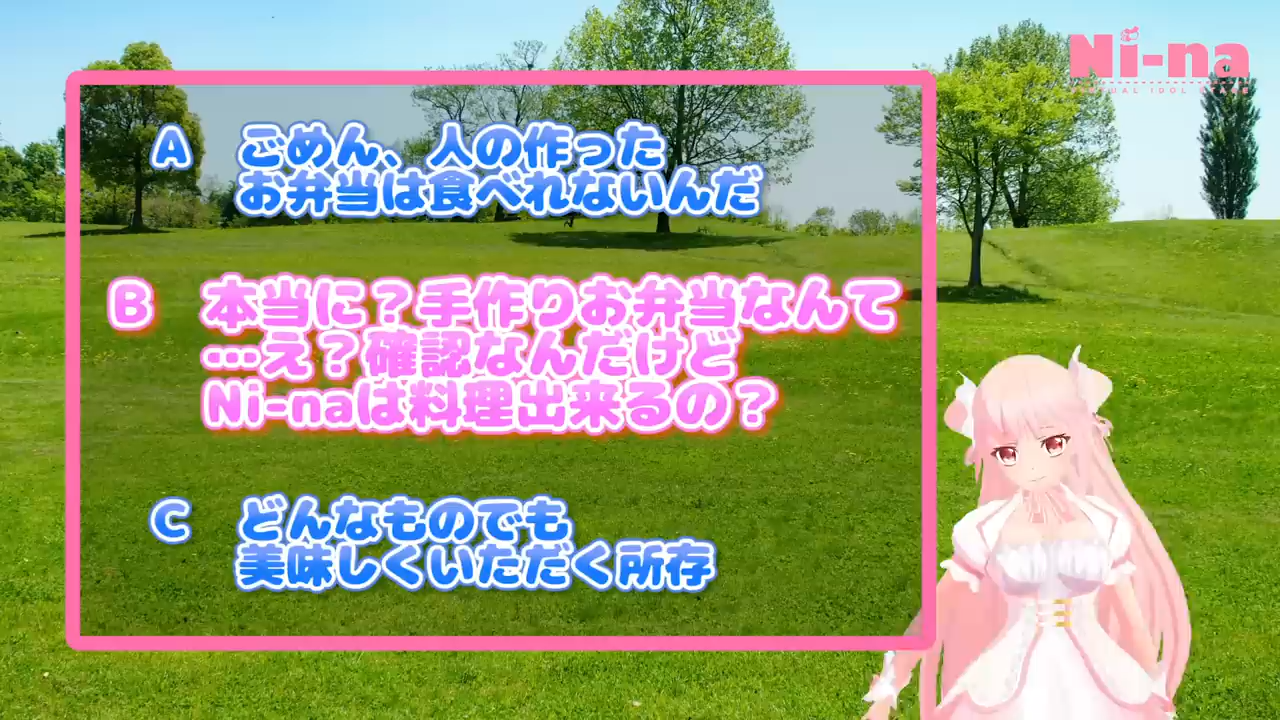 Ni-na
VIRTUAL IDOL STAGE
A ごめん、人の作った
お弁当は食べれないんだ
B 本当に？手作りお弁当なんて
…え？確認なんだけど
Ni-naは料理出来るの？
C どんなものでも
美味しくいただく所存